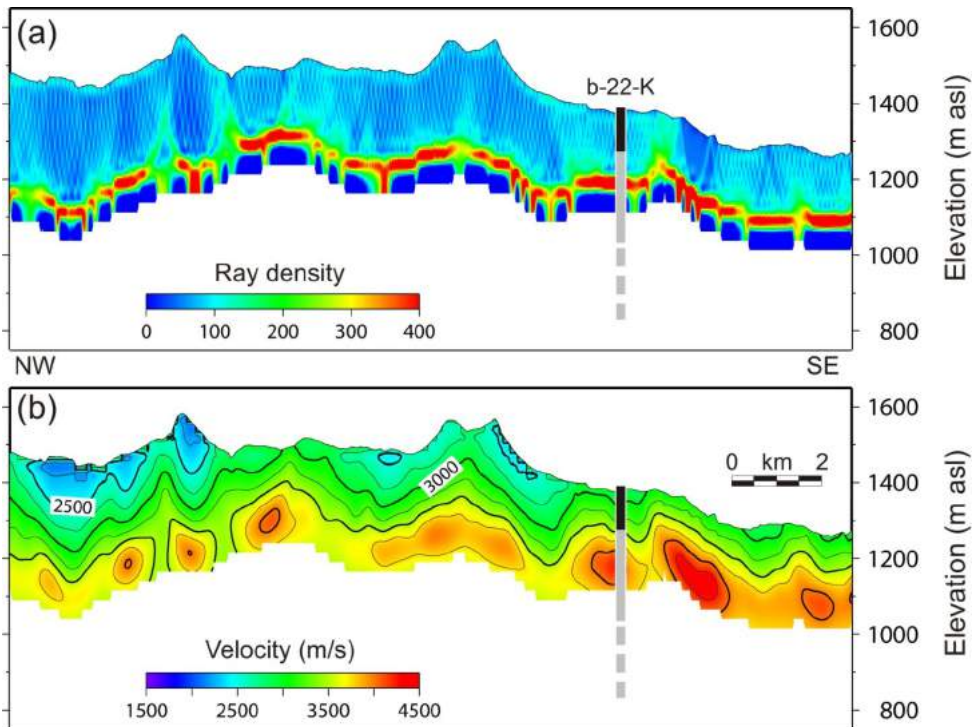 (a)
1600
1400
1200
1000
800
Elevation (m asl)
b-22-K
Ray density
0 100 200 300 400
NW SE
(b)
1600
1400
1200
1000
800
Elevation (m asl)
0 km 2
2500
3000
Velocity (m/s)
1500 2500 3500 4500